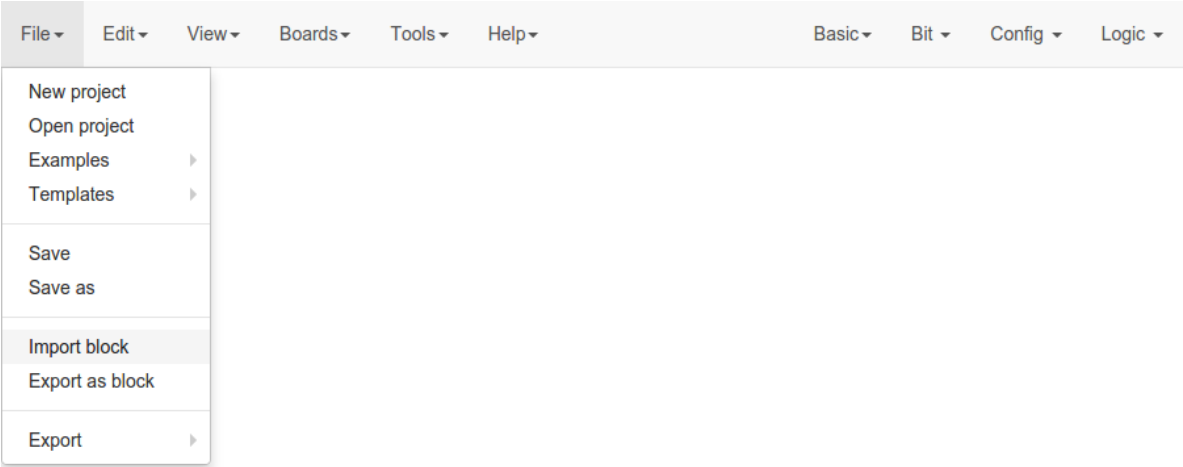 File Edit View Boards Tools Help Basic Bit Config Logic
New project
Open project
Examples
Templates
Save
Save as
Import block
Export as block
Export